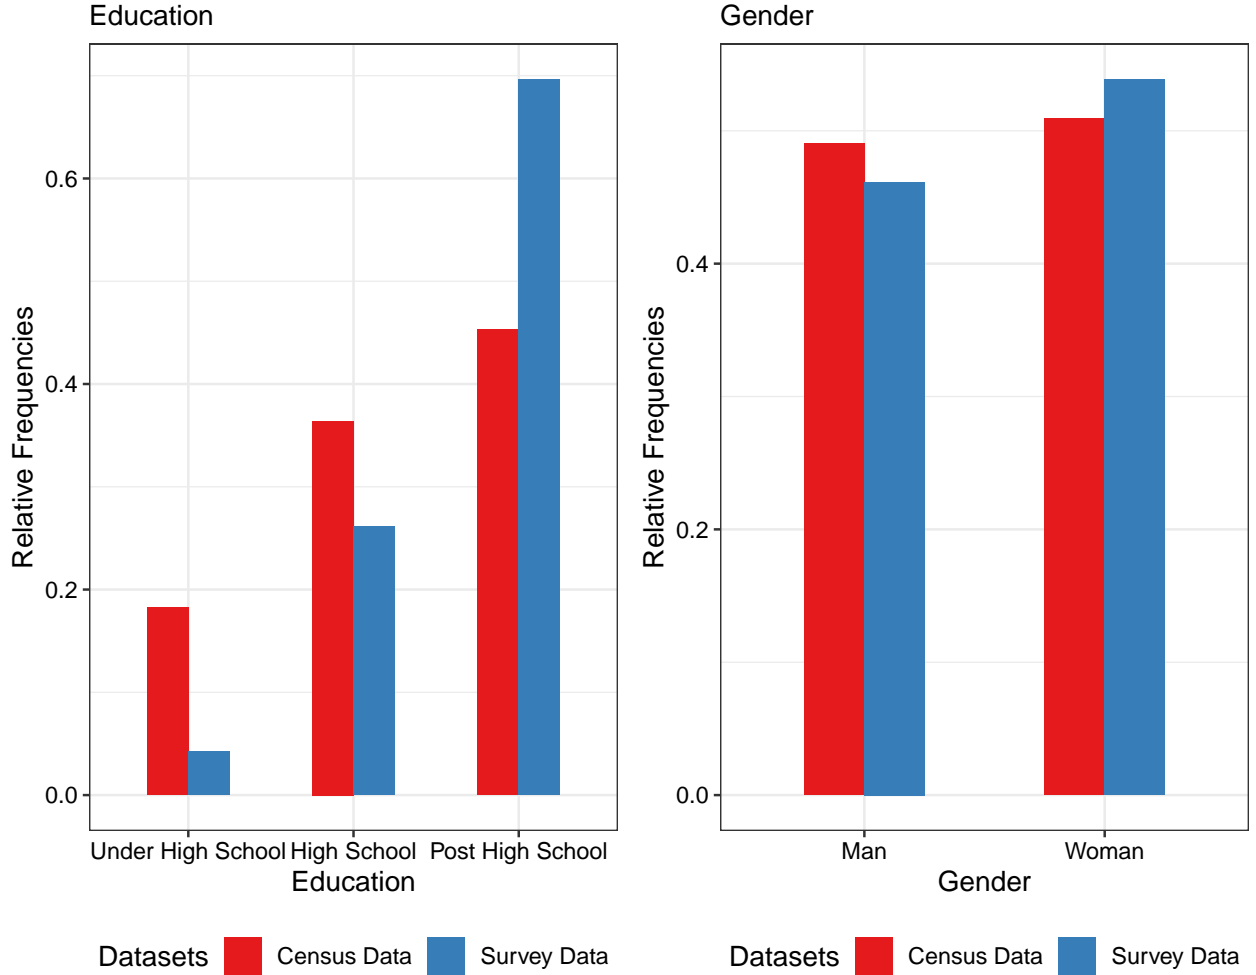 Education
Gender
Relative Frequencies
0.6
0.4
0.2
0.0
Under High School High School Post High School
Education
Datasets Census Data Survey Data
Relative Frequencies
0.4
0.2
0.0
Man Woman
Gender
Datasets Census Data Survey Data